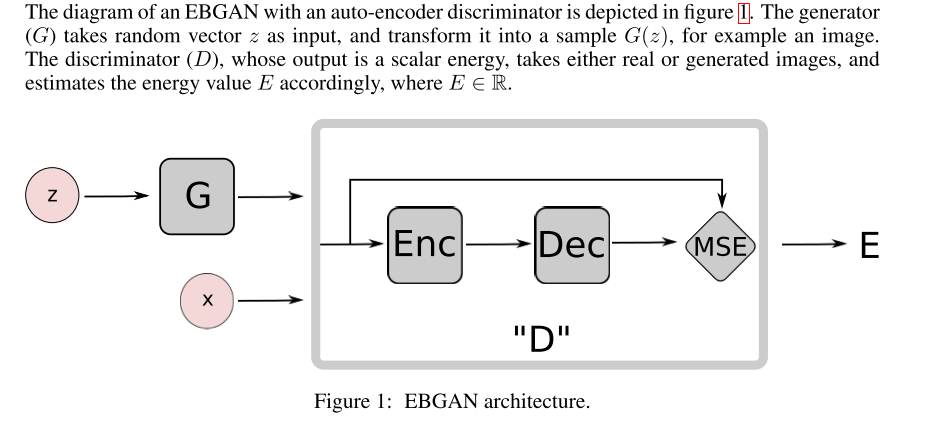 The diagram of an EBGAN with an auto-encoder discriminator is depicted in figure 1. The generator
(G) takes random vector z as input, and transform it into a sample G(z), for example an image.
The discriminator (D), whose output is a scalar energy, takes either real or generated images, and
estimates the energy value E accordingly, where E ∈ ℝ.
z
G
x
Enc
Dec
MSE
E
"D"
Figure 1: EBGAN architecture.